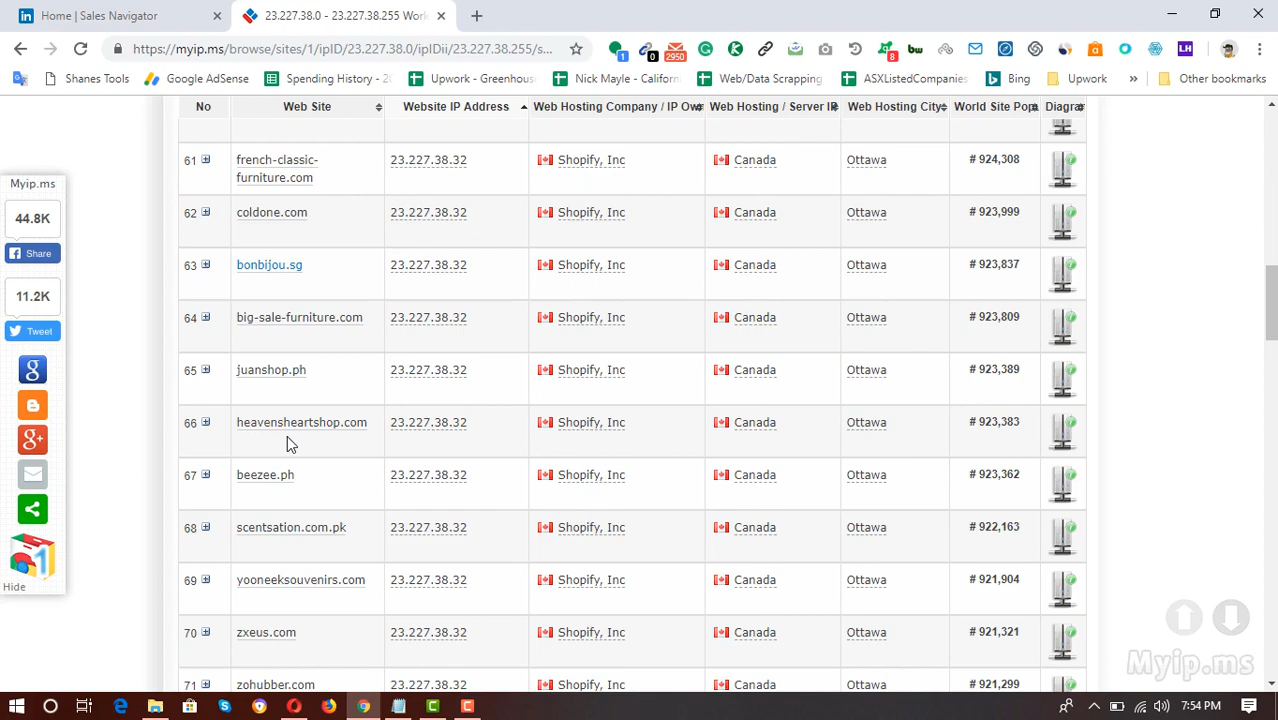 Home | Sales Navigator
23.227.38.0 - 23.227.38.255 Work
https://myip.ms/browse/sites/1/ipID/23.227.38.0/ipIDii/23.227.38.255/s...
1 0 2950 8 bw LH
Shanes Tools Google AdSense Spending History - 20 Upwork - Greenhous Nick Mayle - Californi Web/Data Scrapping ASXListedCompanies Bing Upwork » Other bookmarks
No Web Site Website IP Address Web Hosting Company / IP Ow Web Hosting / Server IP Web Hosting City World Site Pop Diagra
61 french-classic-furniture.com 23.227.38.32 Shopify, Inc Canada Ottawa # 924,308
62 coldone.com 23.227.38.32 Shopify, Inc Canada Ottawa # 923,999
63 bonbijou.sg 23.227.38.32 Shopify, Inc Canada Ottawa # 923,837
64 big-sale-furniture.com 23.227.38.32 Shopify, Inc Canada Ottawa # 923,809
65 juanshop.ph 23.227.38.32 Shopify, Inc Canada Ottawa # 923,389
66 heavensheartshop.com 23.227.38.32 Shopify, Inc Canada Ottawa # 923,383
67 beezee.ph 23.227.38.32 Shopify, Inc Canada Ottawa # 923,362
68 scentsation.com.pk 23.227.38.32 Shopify, Inc Canada Ottawa # 922,163
69 yooneeksouvenirs.com 23.227.38.32 Shopify, Inc Canada Ottawa # 921,904
70 zxeus.com 23.227.38.32 Shopify, Inc Canada Ottawa # 921,321
71 zohubber.com 23.227.38.32 Shopify, Inc Canada Ottawa # 921,299
Myip.ms
44.8K
Share
11.2K
Tweet
Hide
Myip.ms
7:54 PM